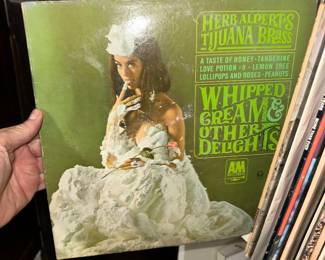 HERB ALPERT'S
TIJUANA BRASS
A TASTE OF HONEY • TANGERINE
LOVE POTION #9 • LEMON TREE
LOLLIPOPS AND ROSES • PEANUTS
WHIPPED
CREAM &
OTHER
DELIGHTS
A&M